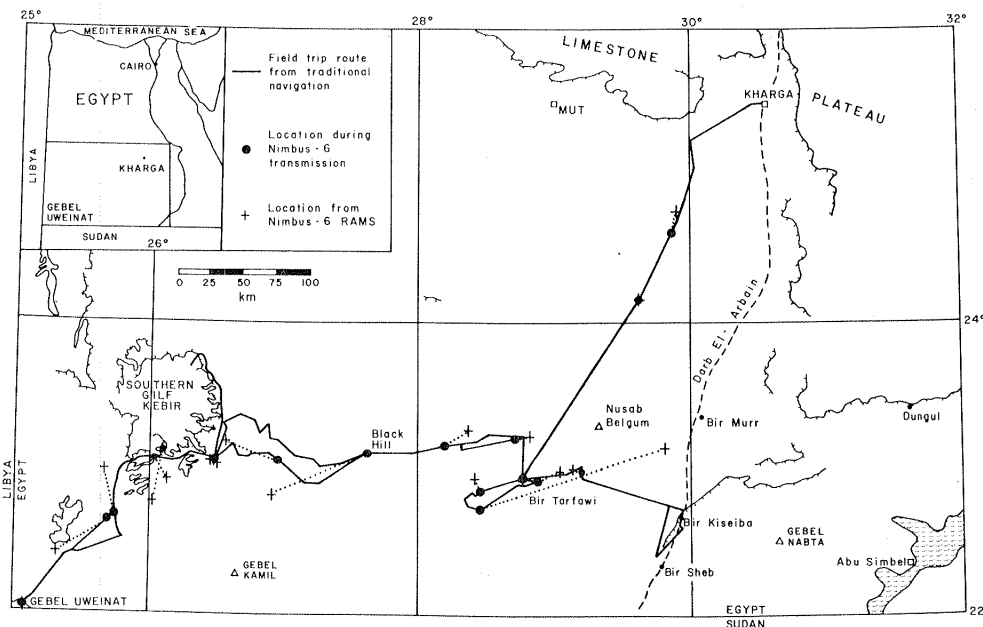 25°
28°
30°
32°
MEDITERRANEAN SEA
CAIRO
EGYPT
LIBYA
KHARGA
GEBEL
UWEINAT
SUDAN
26°
Field trip route
from traditional
navigation
Location during
Nimbus-6
transmission
Location from
Nimbus-6 RAMS
0 25 50 75 100
km
LIMESTONE
PLATEAU
MUT
KHARGA
Darb El-Arbain
24°
SOUTHERN
GILF
KEBIR
Black
Hill
Nusab
Belgum
Bir Murr
Dungul
LIBYA
EGYPT
Bir Tarfawi
Bir Kiseiba
GEBEL
NABTA
Abu Simbel
GEBEL
KAMIL
Bir Sheb
GEBEL UWEINAT
EGYPT
SUDAN
22